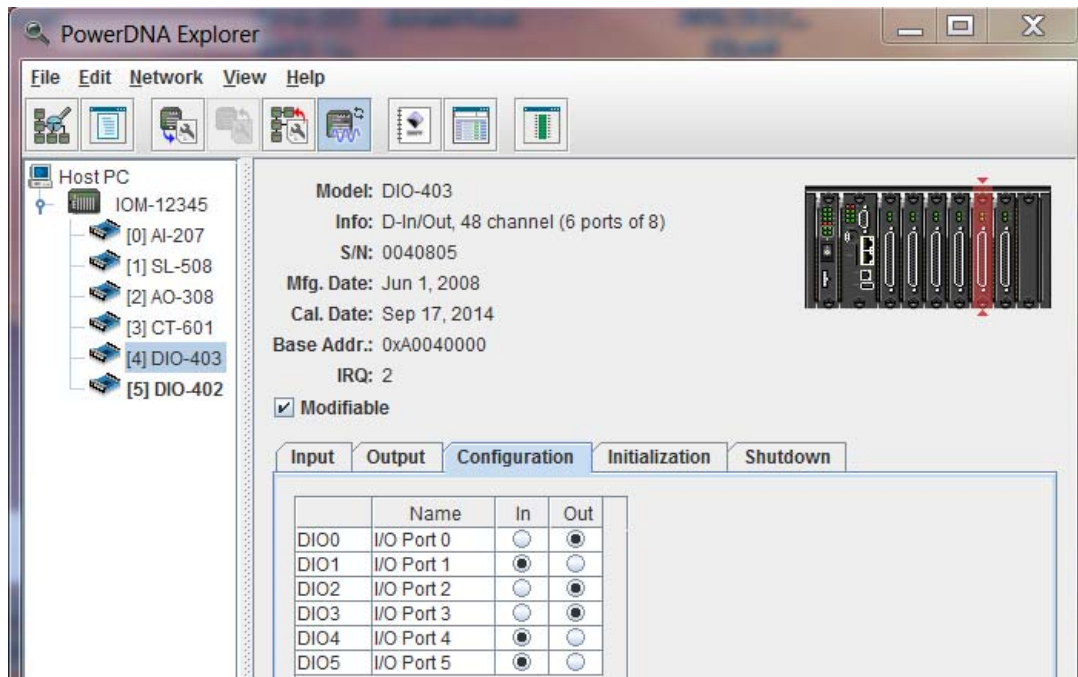 PowerDNA Explorer
File Edit Network View Help
Host PC
IOM-12345
[0] AI-207
[1] SL-508
[2] AO-308
[3] CT-601
[4] DIO-403
[5] DIO-402
Model: DIO-403
Info: D-In/Out, 48 channel (6 ports of 8)
S/N: 0040805
Mfg. Date: Jun 1, 2008
Cal. Date: Sep 17, 2014
Base Addr.: 0xA0040000
IRQ: 2
Modifiable
Input Output Configuration Initialization Shutdown
Name In Out
DIO0 I/O Port 0
DIO1 I/O Port 1
DIO2 I/O Port 2
DIO3 I/O Port 3
DIO4 I/O Port 4
DIO5 I/O Port 5